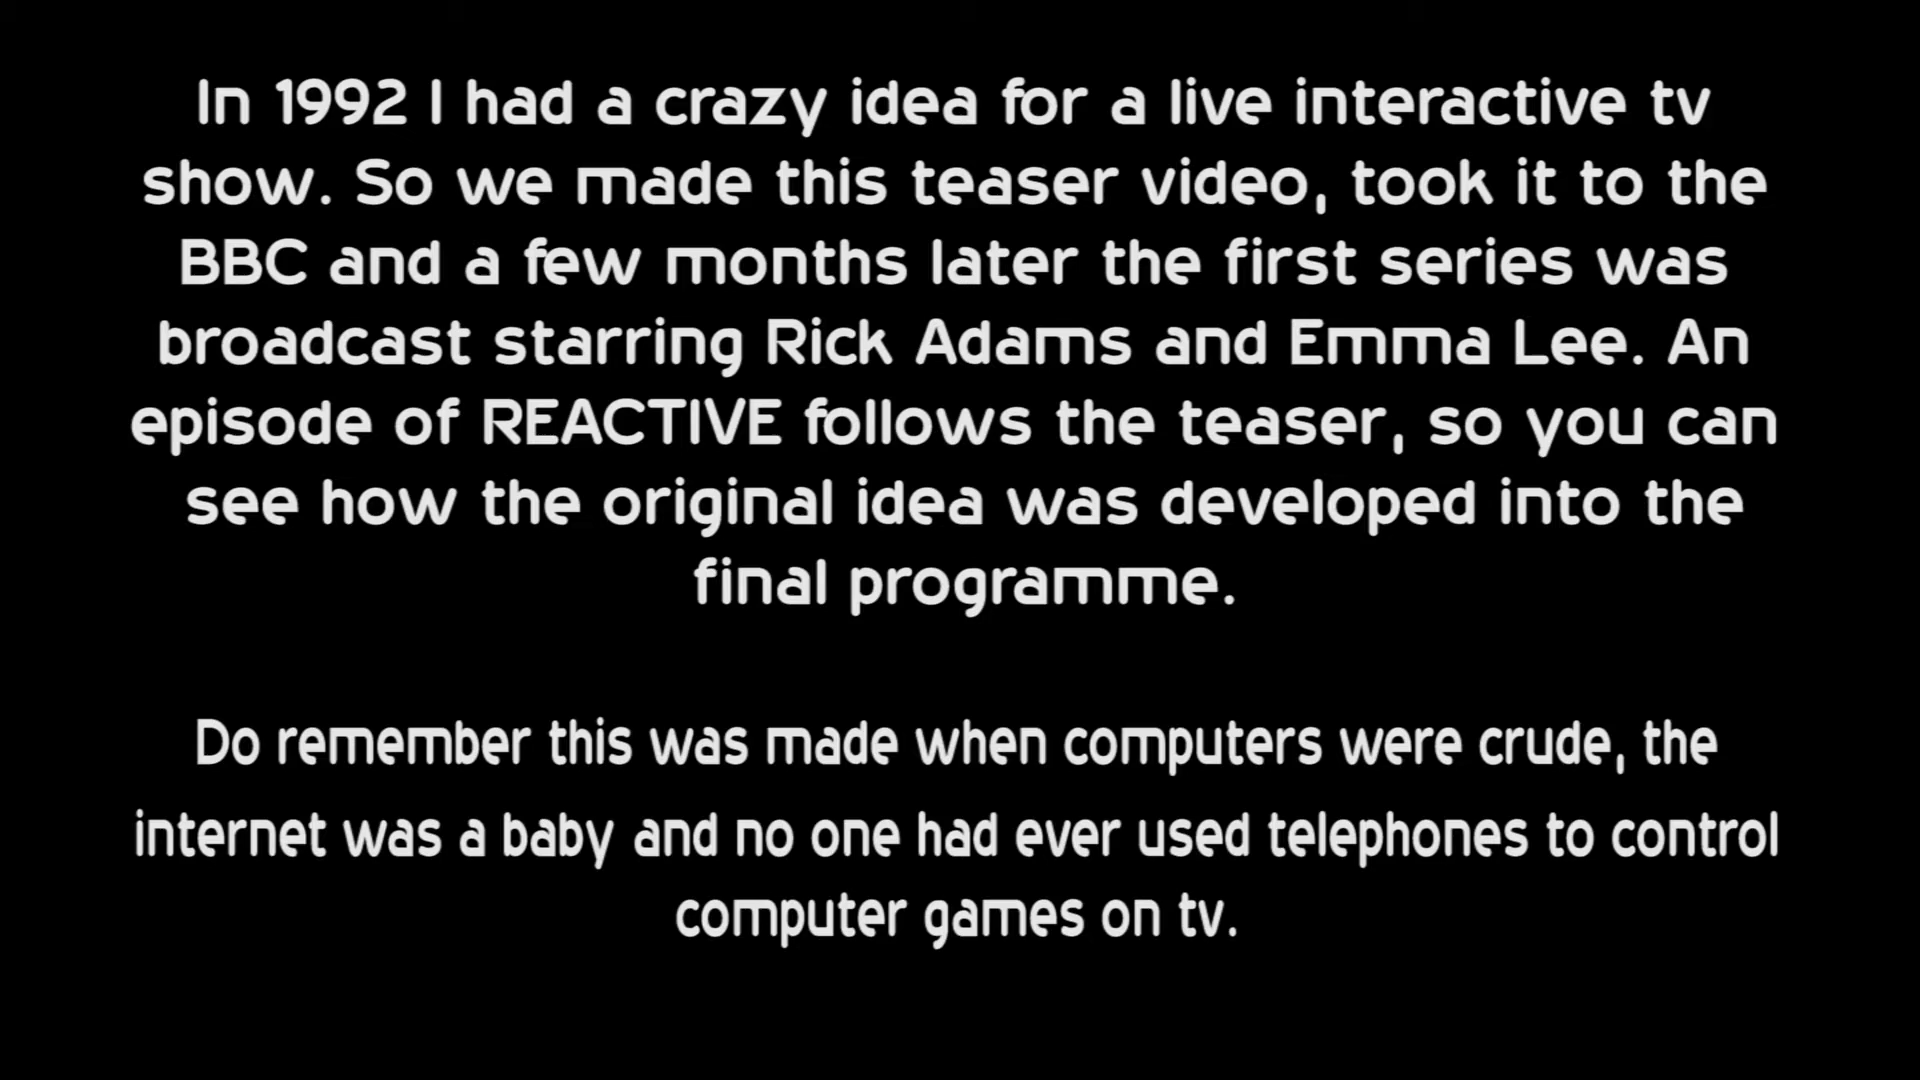 In 1992 I had a crazy idea for a live interactive tv
show. So we made this teaser video, took it to the
BBC and a few months later the first series was
broadcast starring Rick Adams and Emma Lee. An
episode of REACTIVE follows the teaser, so you can
see how the original idea was developed into the
final programme.
Do remember this was made when computers were crude, the
internet was a baby and no one had ever used telephones to control
computer games on tv.